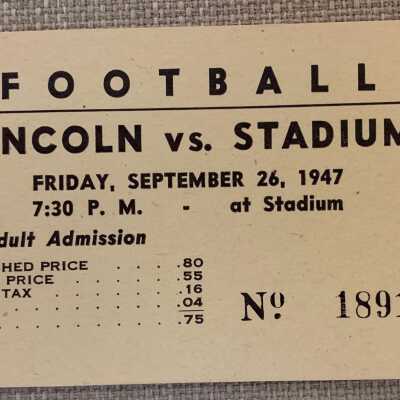 FOOTBALL
NCOLN vs. STADIUM
FRIDAY, SEPTEMBER 26, 1947
7:30 P. M. - at Stadium
dult Admission
HED PRICE . . . . .80
PRICE . . . . . .55
TAX . . . . . . .16
. . . . . . . . .04
. . . . . . . . .75
Nº 1891